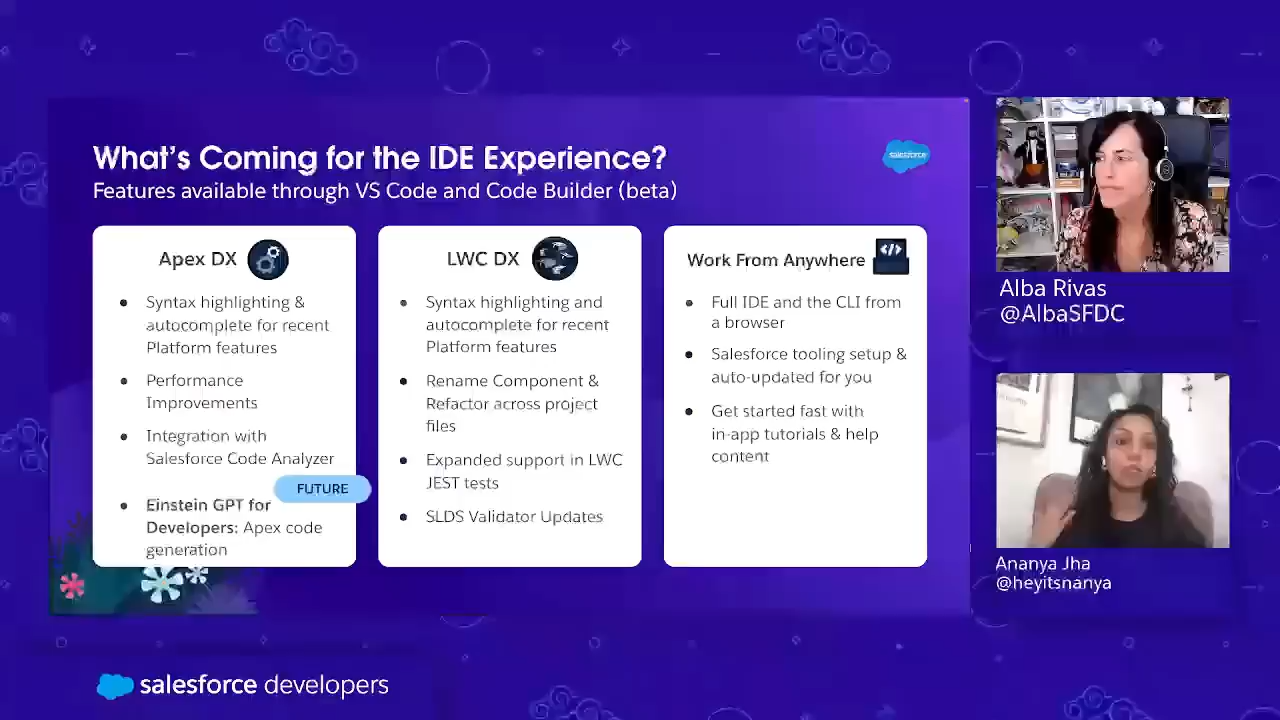 What's Coming for the IDE Experience?
Features available through VS Code and Code Builder (beta)
salesforce
Apex DX
Syntax highlighting &
autocomplete for recent
Platform features
Performance
Improvements
Integration with
Salesforce Code Analyzer
FUTURE
Einstein GPT for
Developers: Apex code
generation
LWC DX
Syntax highlighting and
autocomplete for recent
Platform features
Rename Component &
Refactor across project
files
Expanded support in LWC
JEST tests
SLDS Validator Updates
Work From Anywhere
</>
Full IDE and the CLI from
a browser
Salesforce tooling setup &
auto-updated for you
Get started fast with
in-app tutorials & help
content
Alba Rivas
@AlbaSFDC
Ananya Jha
@heyitsnanya
salesforce developers